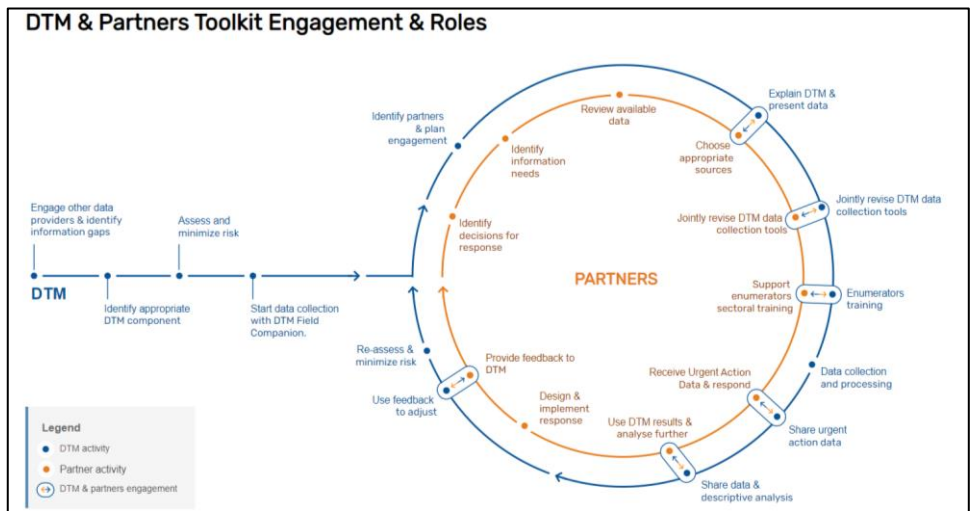 DTM & Partners Toolkit Engagement & Roles
Engage other data
providers & identify
information gaps
Assess and
minimize risk
DTM
Identify appropriate
DTM component
Start data collection
with DTM Field
Companion.
Identify partners
& plan
engagement
Review available
data
Explain DTM &
present data
Identify
information
needs
Choose
appropriate
sources
Identify
decisions for
response
Jointly revise DTM data
collection tools
Jointly revise DTM data
collection tools
PARTNERS
Support
enumerators
sectoral training
Enumerators
training
Re-assess &
minimize risk
Provide feedback to
DTM
Receive Urgent Action
Data & respond
Data collection
and processing
Use feedback
to adjust
Design &
implement
response
Use DTM results &
analyse further
Share urgent
action data
Share data &
descriptive analysis
Legend
DTM activity
Partner activity
DTM & partners engagement